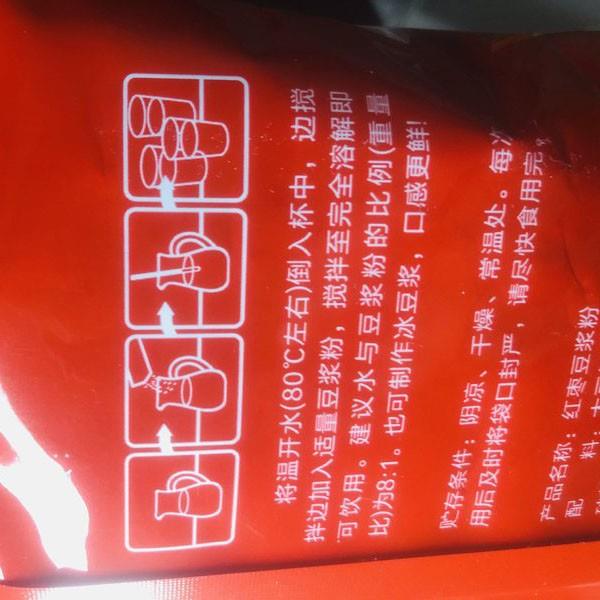 将温开水(80℃左右)倒入杯中，边搅
拌边加入适量豆浆粉，搅拌至完全溶解即
可饮用。建议水与豆浆粉的比例(重量
比)为8:1。也可制作冰豆浆，口感更鲜!
贮存条件：阴凉、干燥、常温处。每次
用后及时将袋口封严，请尽快食用完。
产品名称：红枣豆浆粉
配 料：